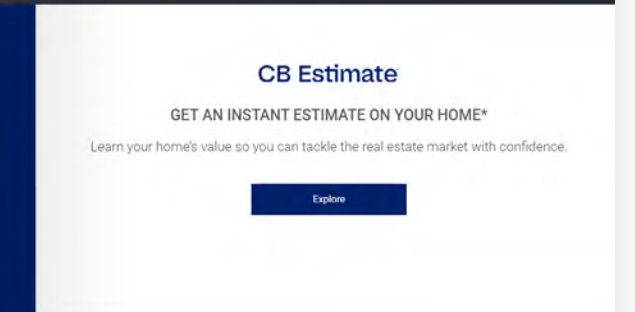 CB Estimate
GET AN INSTANT ESTIMATE ON YOUR HOME*
Learn your home's value so you can tackle the real estate market with confidence.
Explore